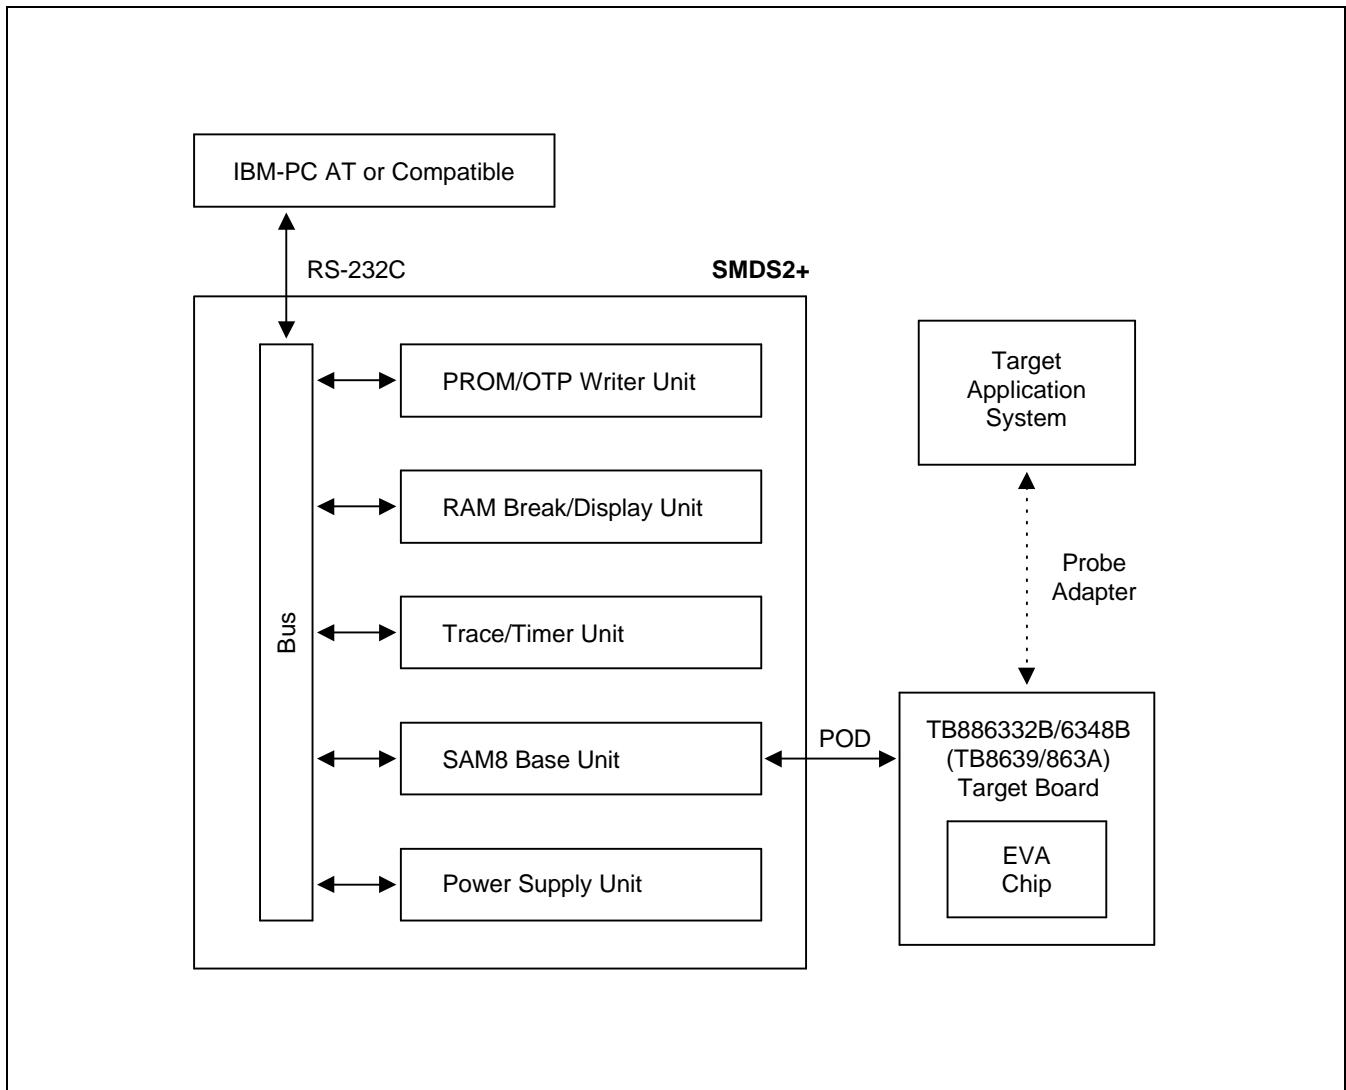 IBM-PC AT or Compatible
RS-232C
SMDS2+
Bus
PROM/OTP Writer Unit
RAM Break/Display Unit
Trace/Timer Unit
SAM8 Base Unit
Power Supply Unit
POD
Target
Application
System
Probe
Adapter
TB886332B/6348B
(TB8639/863A)
Target Board
EVA
Chip